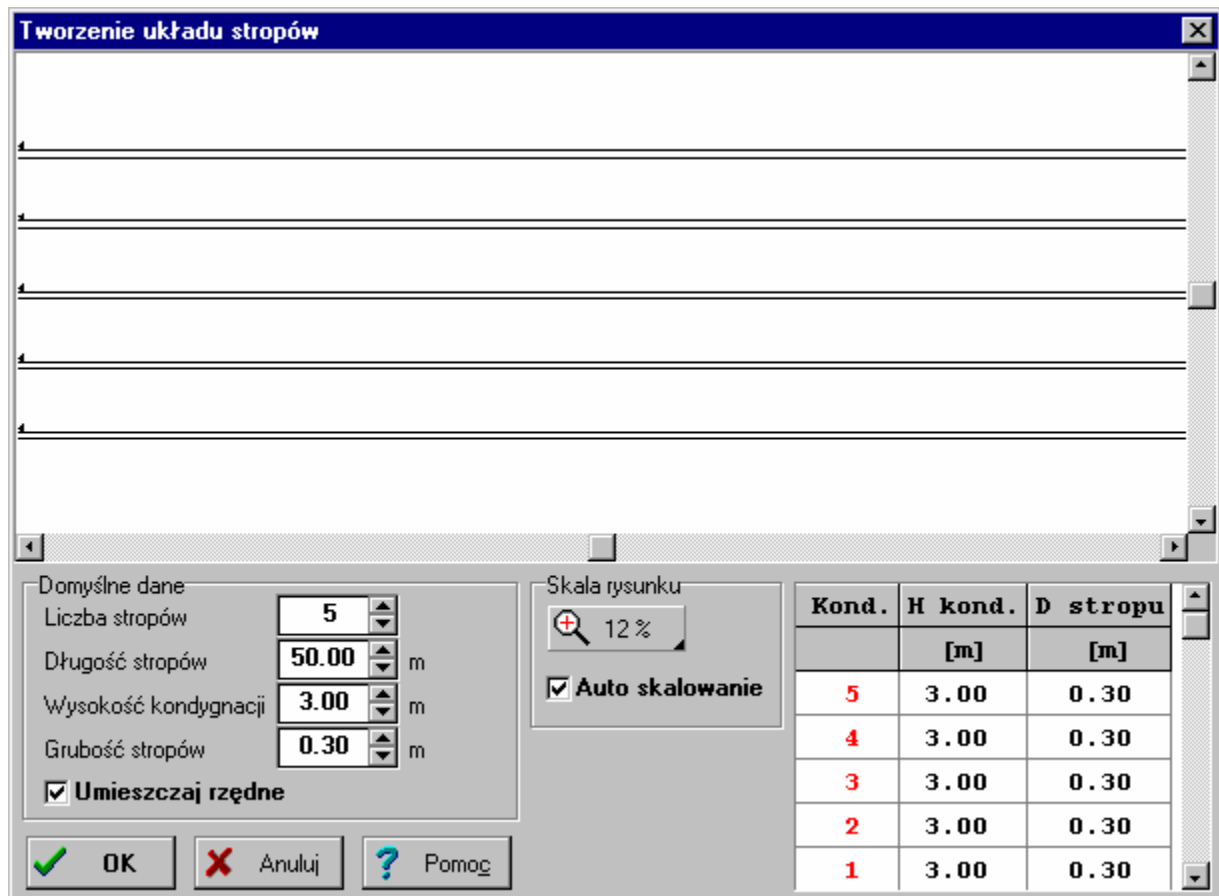 Tworzenie układu stropów
Domyślne dane
Liczba stropów 5
Długość stropów 50.00 m
Wysokość kondygnacji 3.00 m
Grubość stropów 0.30 m
Umieszczaj rzędne
OK Anuluj Pomoc
Skala rysunku
12 %
Auto skalowanie
Kond. H kond. D stropu
[m] [m]
5 3.00 0.30
4 3.00 0.30
3 3.00 0.30
2 3.00 0.30
1 3.00 0.30